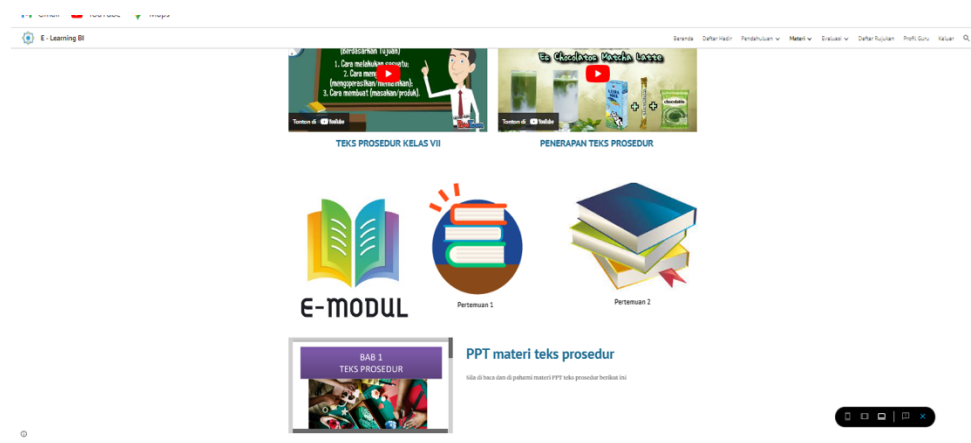 Gmail YouTube Maps
E - Learning BI
Beranda Daftar Hadir Pendahuluan Materi Evaluasi Daftar Rujukan Profil Guru Keluar
(Berdasarkan Tujuan)
1. Cara melakukan sesuatu;
2. Cara
(mengoperasikan/
3. Cara membuat (masakan/produk).
Tonton di YouTube
Es Chocolatos Matcha Latte
Tonton di YouTube
TEKS PROSEDUR KELAS VII
PENERAPAN TEKS PROSEDUR
E-MODUL
Pertemuan 1
Pertemuan 2
BAB 1
TEKS PROSEDUR
PPT materi teks prosedur
Sila di baca dan di pahami materi PPT teks prosedur berikut ini